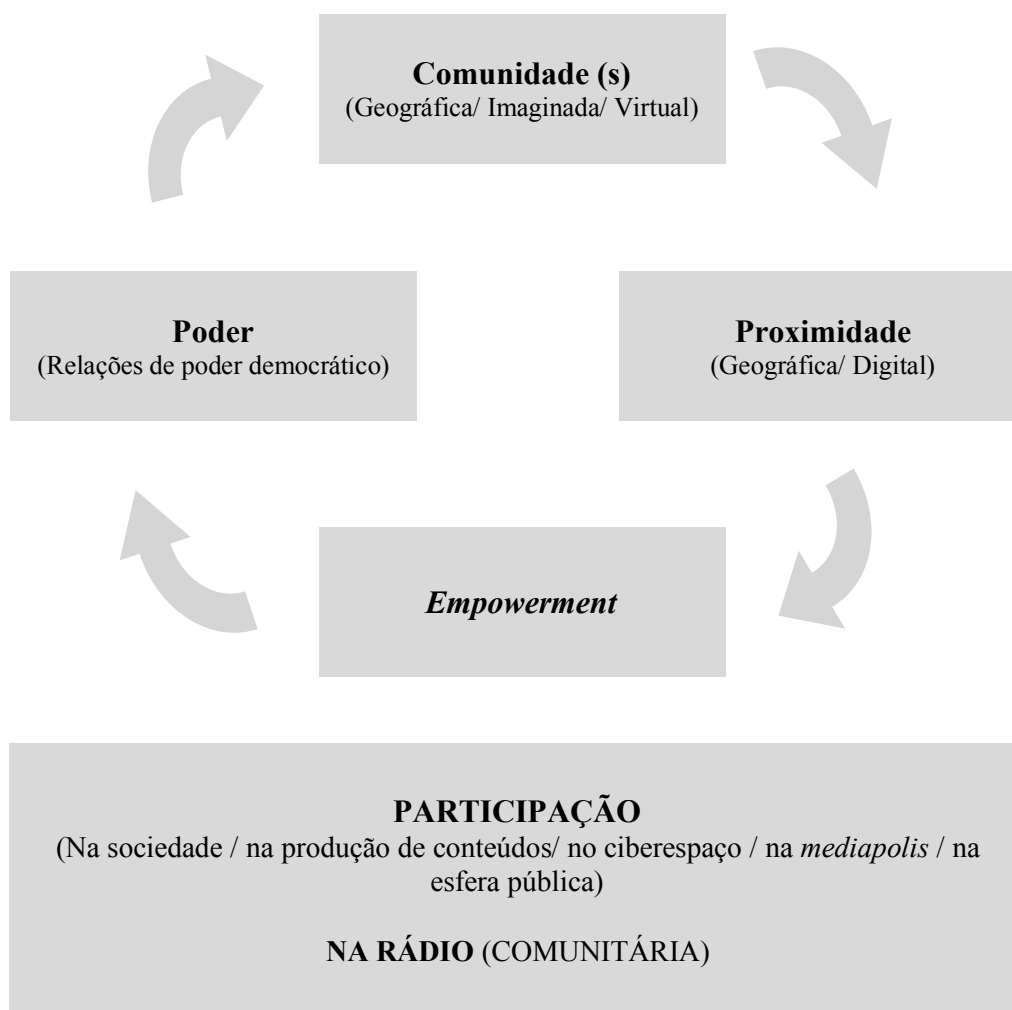 Comunidade (s)
(Geográfica/ Imaginada/ Virtual)
Poder
(Relações de poder democrático)
Proximidade
(Geográfica/ Digital)
Empowerment
PARTICIPAÇÃO
(Na sociedade / na produção de conteúdos/ no ciberespaço / na mediapolis / na
esfera pública)
NA RÁDIO (COMUNITÁRIA)